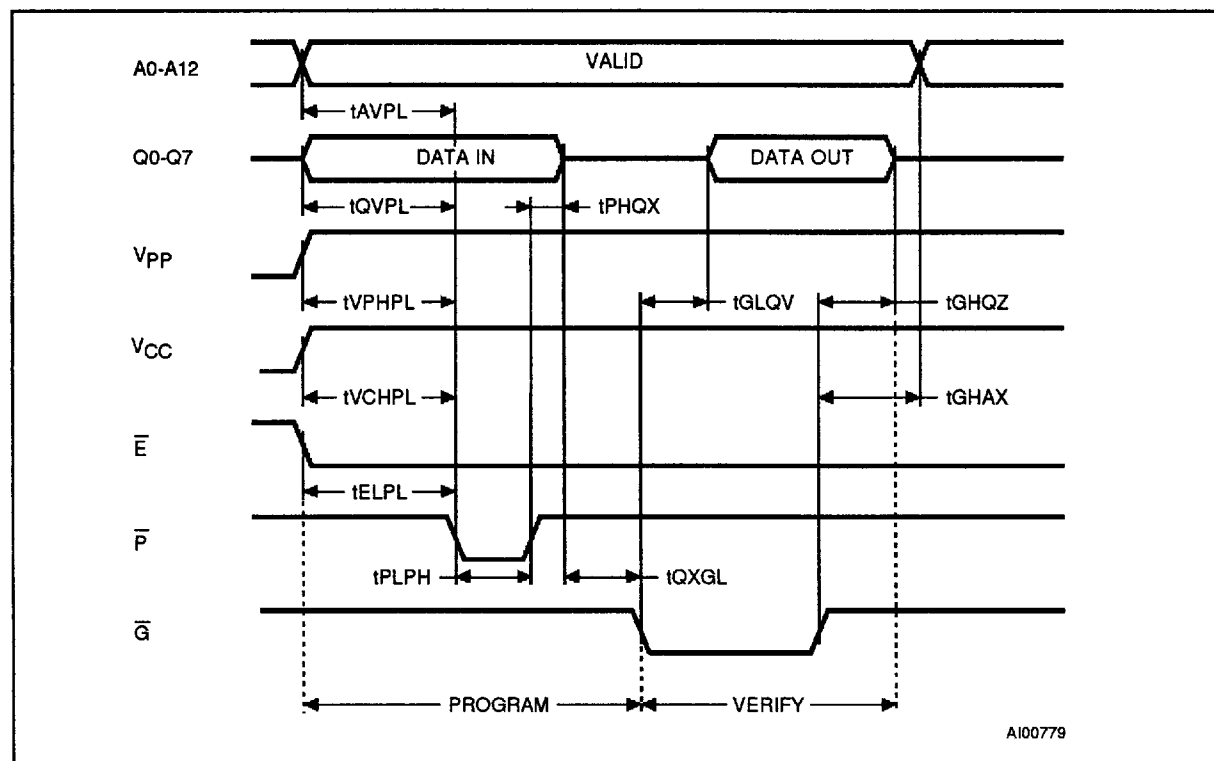 A0-A12
VALID
tAVPL
Q0-Q7
DATA IN
DATA OUT
tQVPL
tPHQX
VPP
tVPHPL
tGLQV
tGHQZ
VCC
tVCHPL
tGHAX
E̅
tELPL
P̅
tPLPH
tQXGL
G̅
PROGRAM
VERIFY
AI00779